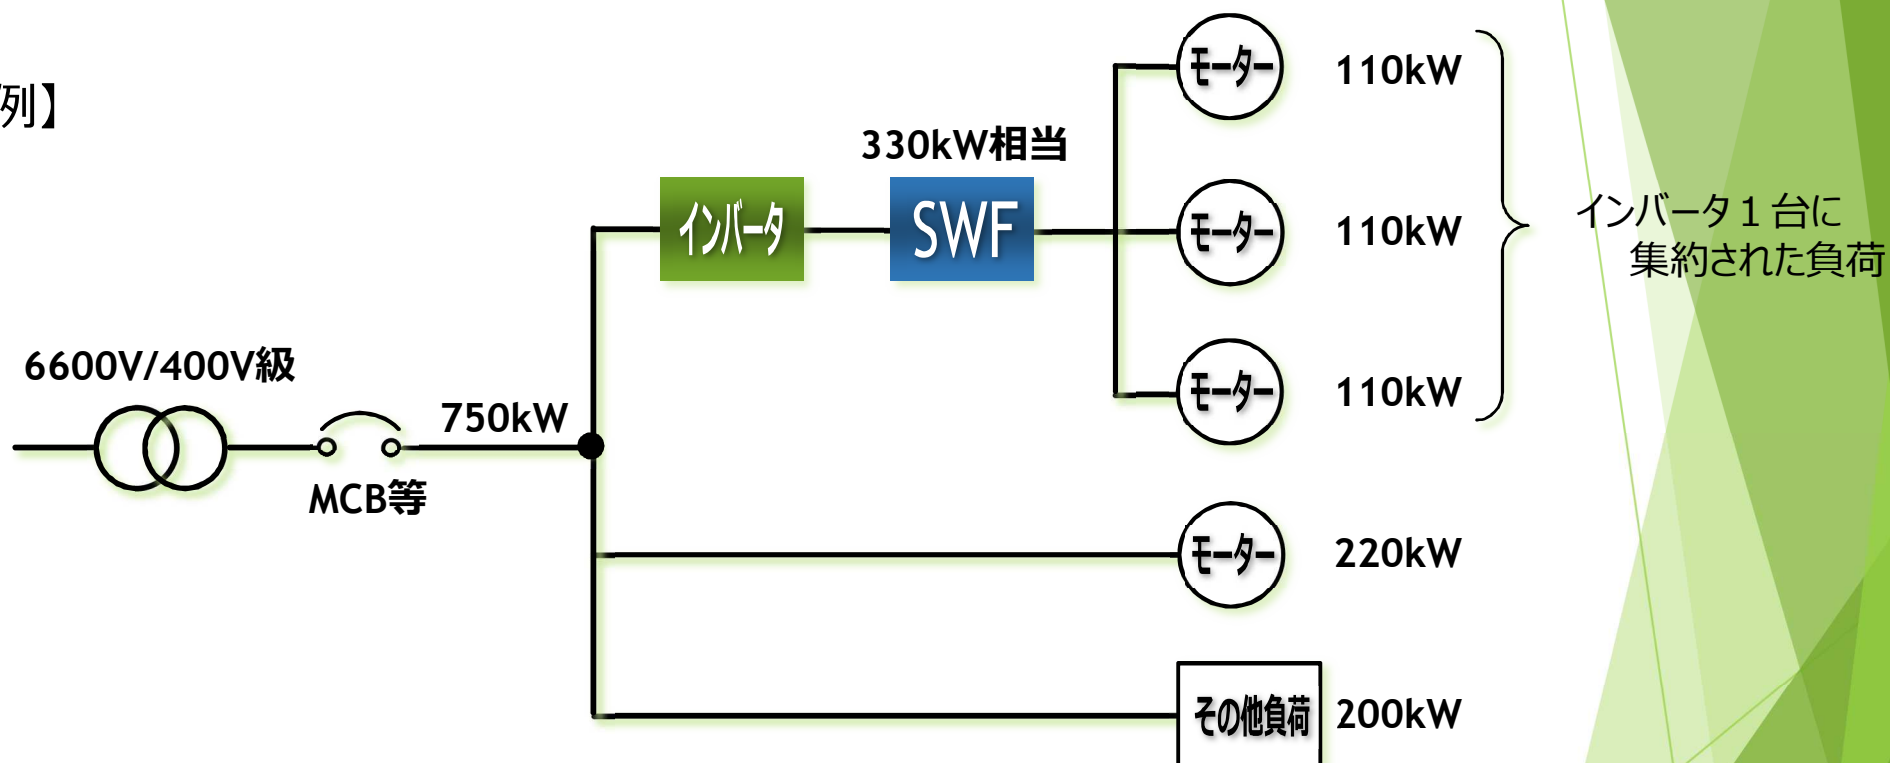 例】
モーター 110kW
330kW相当
インバータ SWF モーター 110kW
インバータ１台に
集約された負荷
6600V/400V級
モーター 110kW
750kW
MCB等
モーター 220kW
その他負荷 200kW